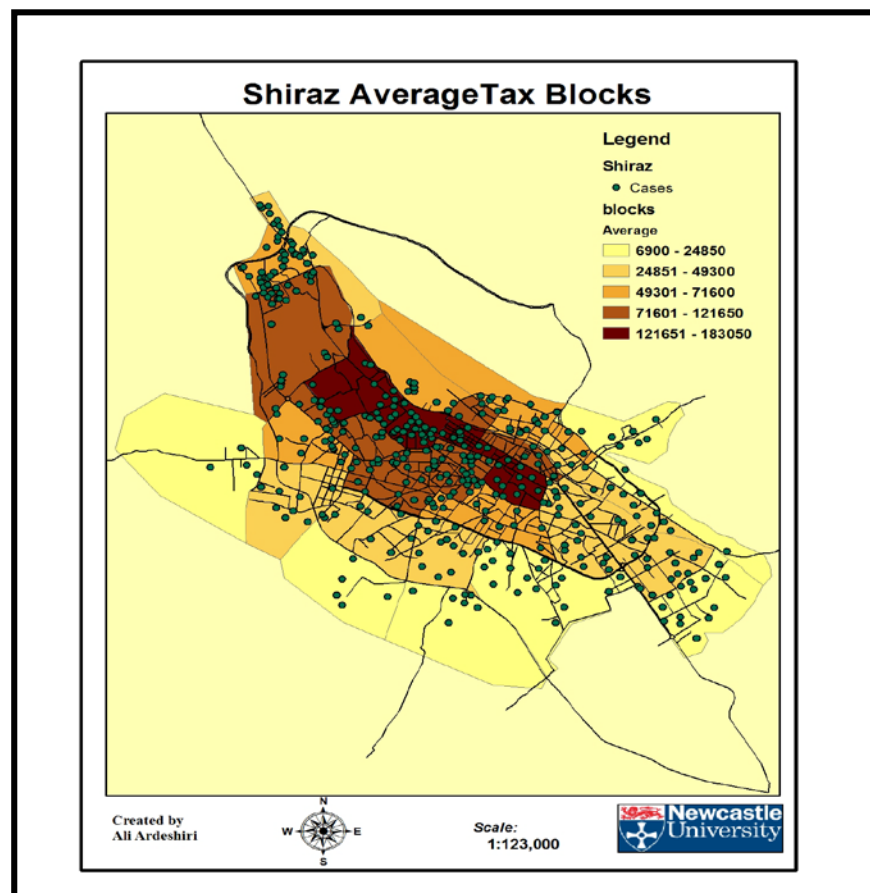 Shiraz AverageTax Blocks
Legend
Shiraz
Cases
blocks
Average
6900 - 24850
24851 - 49300
49301 - 71600
71601 - 121650
121651 - 183050
Created by
Ali Ardeshiri
N
W
E
S
Scale:
1:123,000
Newcastle
University